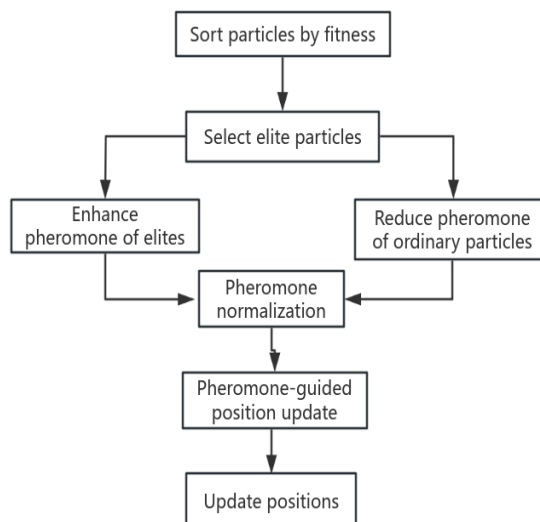 Sort particles by fitness
Select elite particles
Enhance
pheromone of elites
Reduce pheromone
of ordinary particles
Pheromone
normalization
Pheromone-guided
position update
Update positions